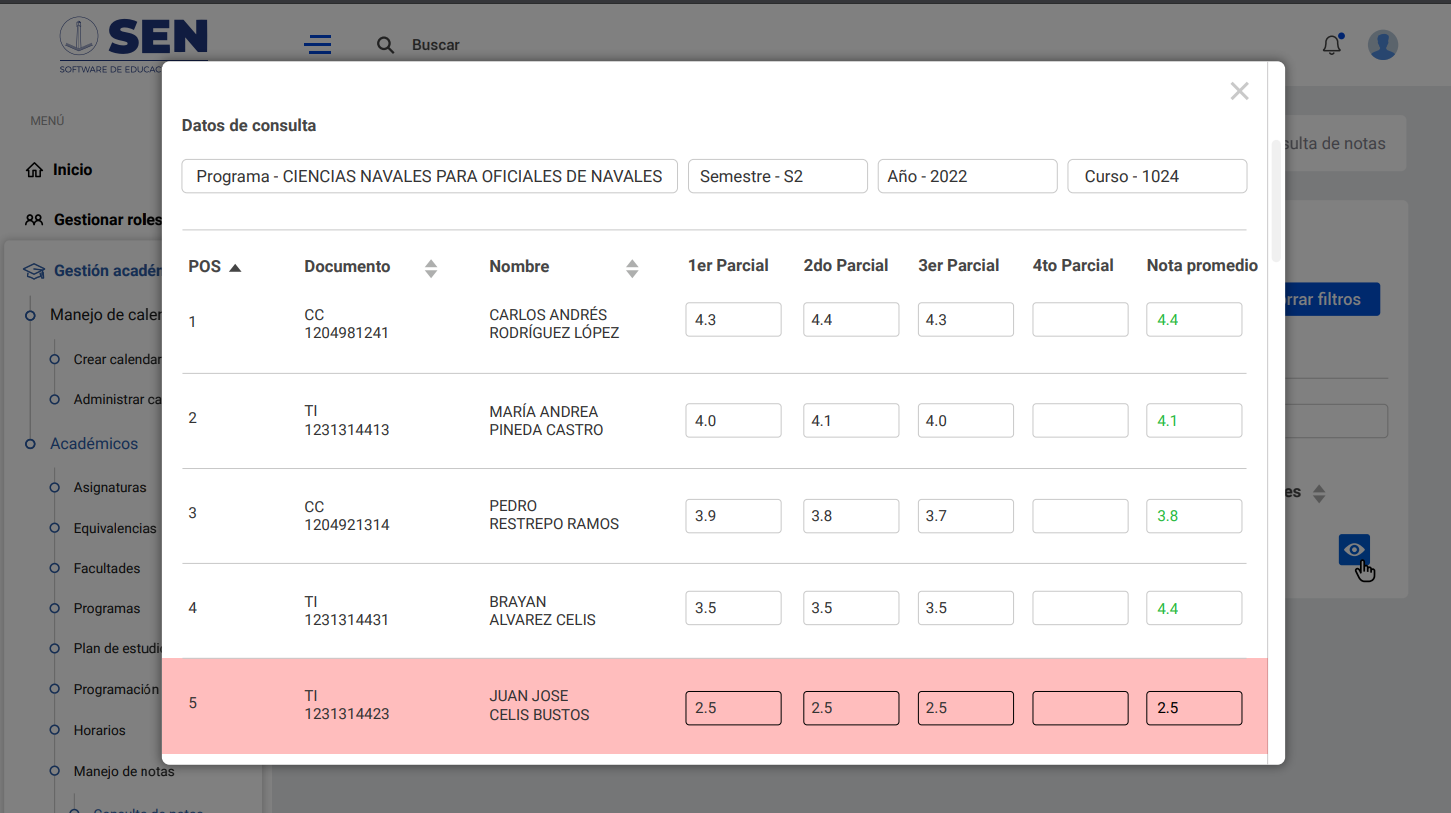 SEN
Buscar
SOFTWARE DE EDUCAC
MENÚ
Inicio
Gestionar roles
Gestión acadé
Manejo de caler
Crear calendar
Administrar ca
Académicos
Asignaturas
Equivalencias
Facultades
Programas
Plan de estudi
Programación
Horarios
Manejo de notas
Consulta de notas
Datos de consulta
Programa - CIENCIAS NAVALES PARA OFICIALES DE NAVALES
Semestre - S2
Año - 2022
Curso - 1024
POS Documento Nombre 1er Parcial 2do Parcial 3er Parcial 4to Parcial Nota promedio
1 CC 1204981241 CARLOS ANDRÉS RODRÍGUEZ LÓPEZ 4.3 4.4 4.3 4.4
2 TI 1231314413 MARÍA ANDREA PINEDA CASTRO 4.0 4.1 4.0 4.1
3 CC 1204921314 PEDRO RESTREPO RAMOS 3.9 3.8 3.7 3.8
4 TI 1231314431 BRAYAN ALVAREZ CELIS 3.5 3.5 3.5 4.4
5 TI 1231314423 JUAN JOSE CELIS BUSTOS 2.5 2.5 2.5 2.5
sulta de notas
rrar filtros
es